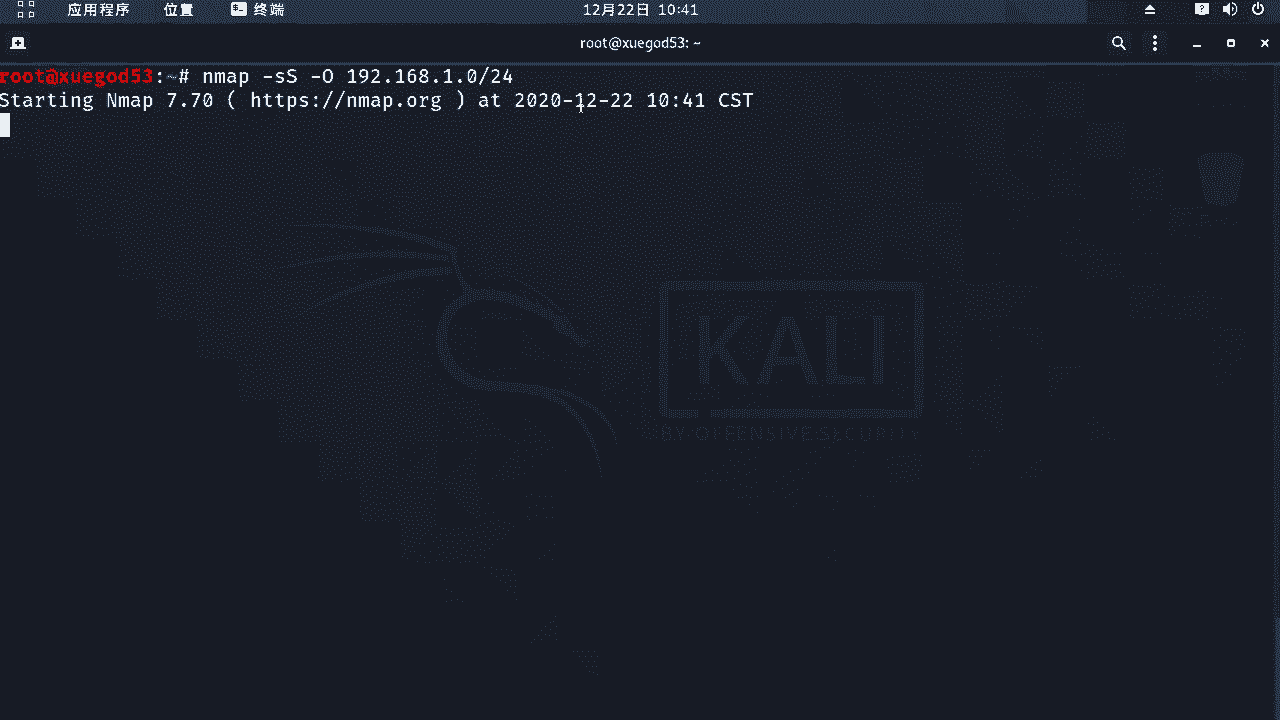 应用程序 位置 终端 12月22日 10:41
root@xuegod53: ~
root@xuegod53:~# nmap -sS -O 192.168.1.0/24
Starting Nmap 7.70 ( https://nmap.org ) at 2020-12-22 10:41 CST
KALI
BY OFFENSIVE SECURITY